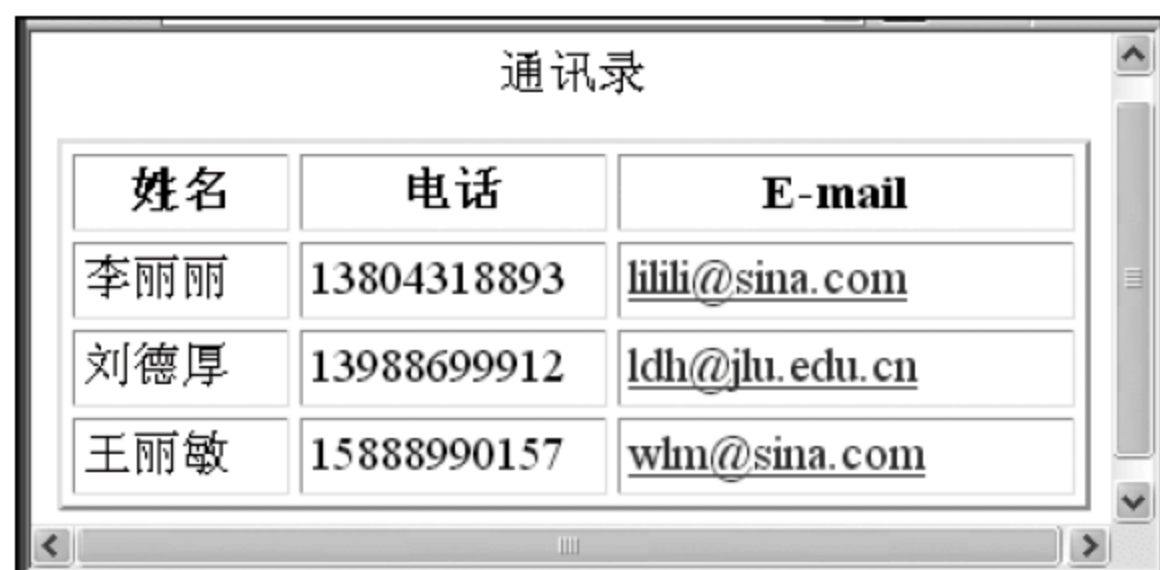 通讯录
姓名 电话 E-mail
李丽丽 13804318893 lilili@sina.com
刘德厚 13988699912 ldh@jlu.edu.cn
王丽敏 15888990157 wlm@sina.com